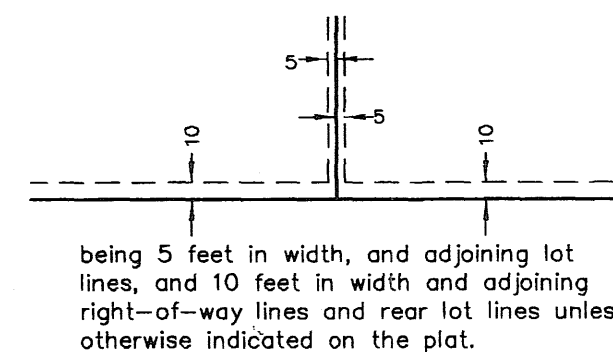 5
5
10
10
being 5 feet in width, and adjoining lot
lines, and 10 feet in width and adjoining
right-of-way lines and rear lot lines unles
otherwise indicated on the plat.